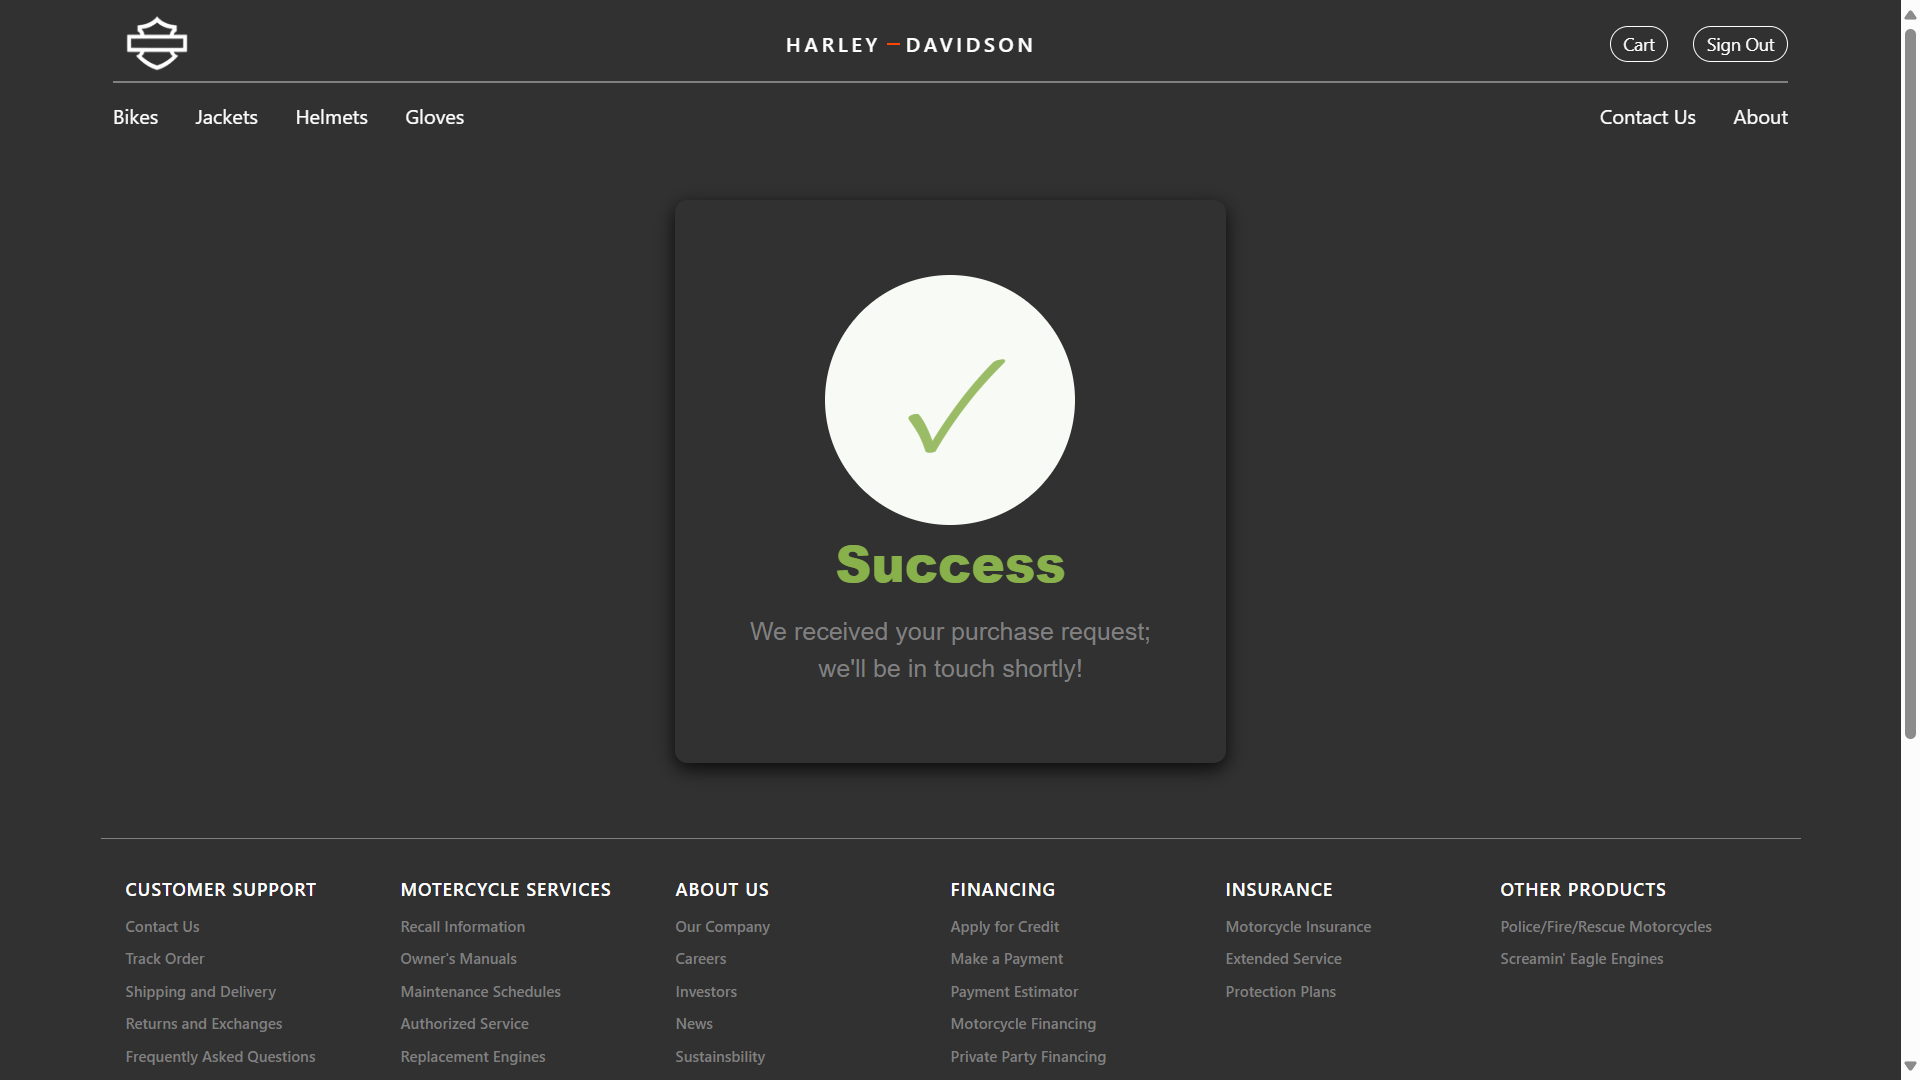 HARLEY – DAVIDSON
Cart
Sign Out
Bikes
Jackets
Helmets
Gloves
Contact Us
About
✓
Success
We received your purchase request;
we'll be in touch shortly!
CUSTOMER SUPPORT
Contact Us
Track Order
Shipping and Delivery
Returns and Exchanges
Frequently Asked Questions
MOTERCYCLE SERVICES
Recall Information
Owner's Manuals
Maintenance Schedules
Authorized Service
Replacement Engines
ABOUT US
Our Company
Careers
Investors
News
Sustainsbility
FINANCING
Apply for Credit
Make a Payment
Payment Estimator
Motorcycle Financing
Private Party Financing
INSURANCE
Motorcycle Insurance
Extended Service
Protection Plans
OTHER PRODUCTS
Police/Fire/Rescue Motorcycles
Screamin' Eagle Engines